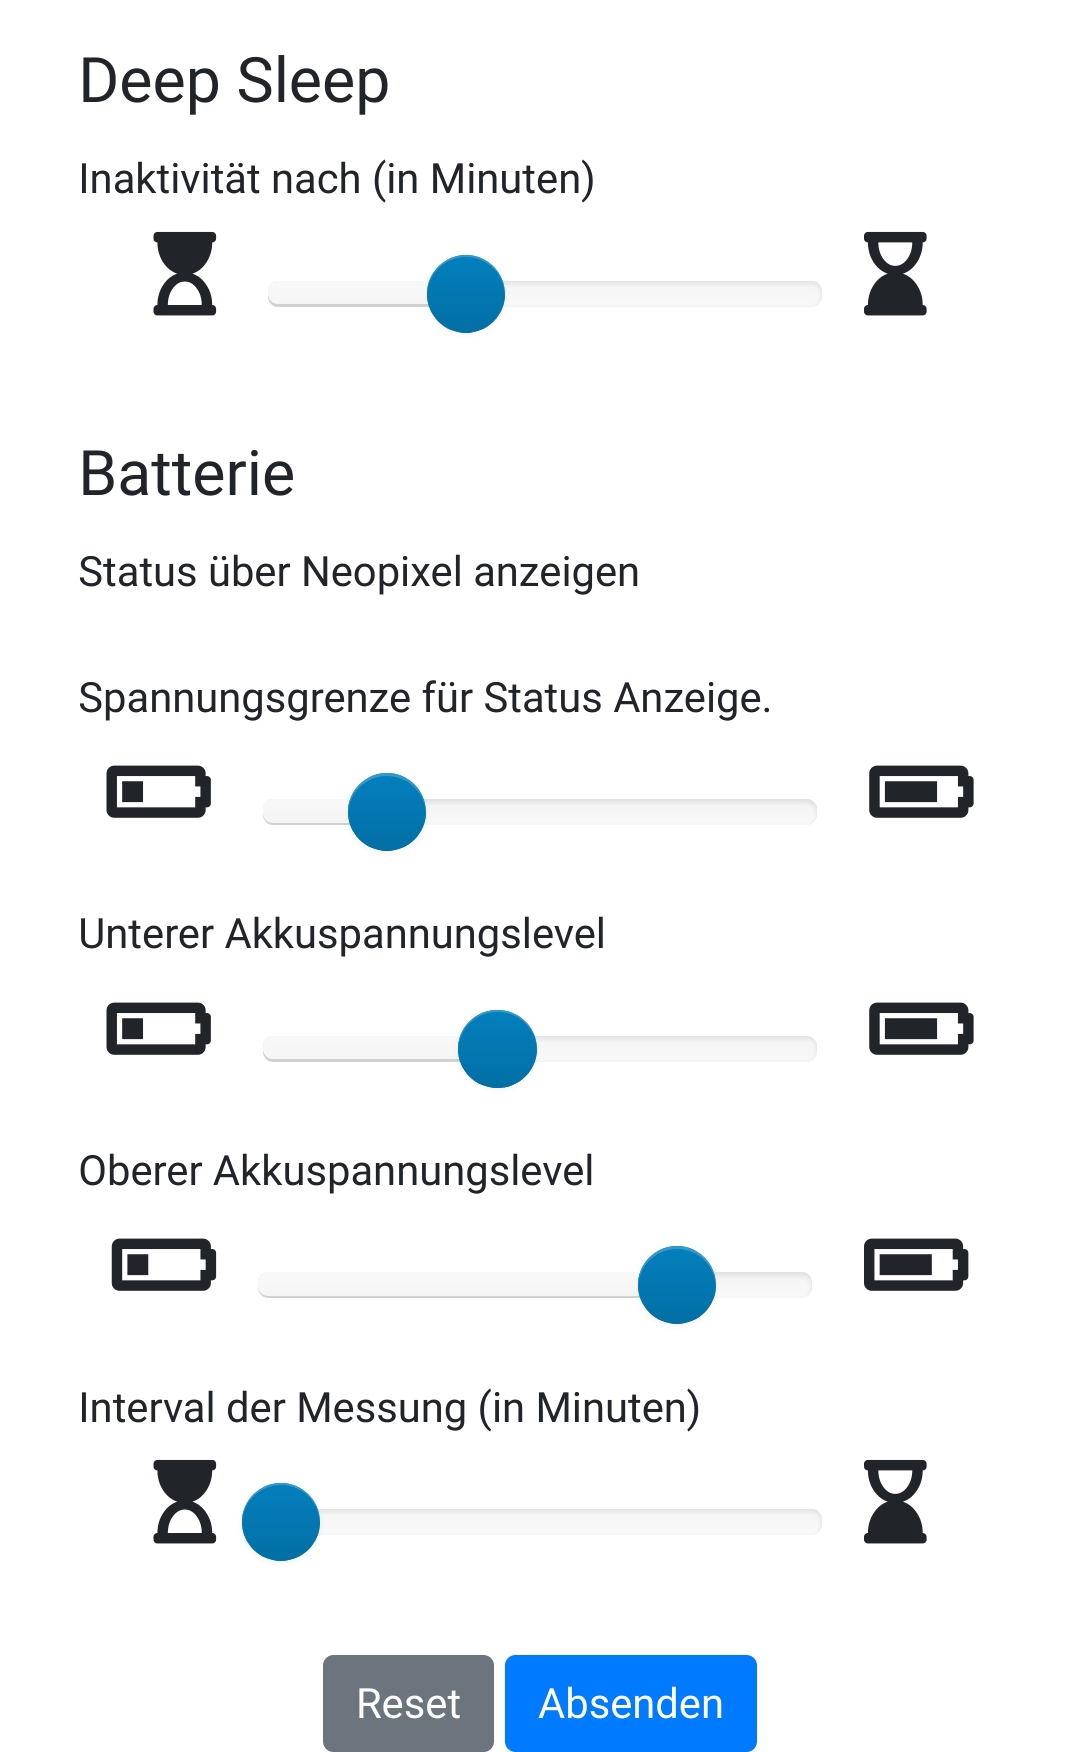 Deep Sleep
Inaktivität nach (in Minuten)
Batterie
Status über Neopixel anzeigen
Spannungsgrenze für Status Anzeige.
Unterer Akkuspannungslevel
Oberer Akkuspannungslevel
Interval der Messung (in Minuten)
Reset Absenden